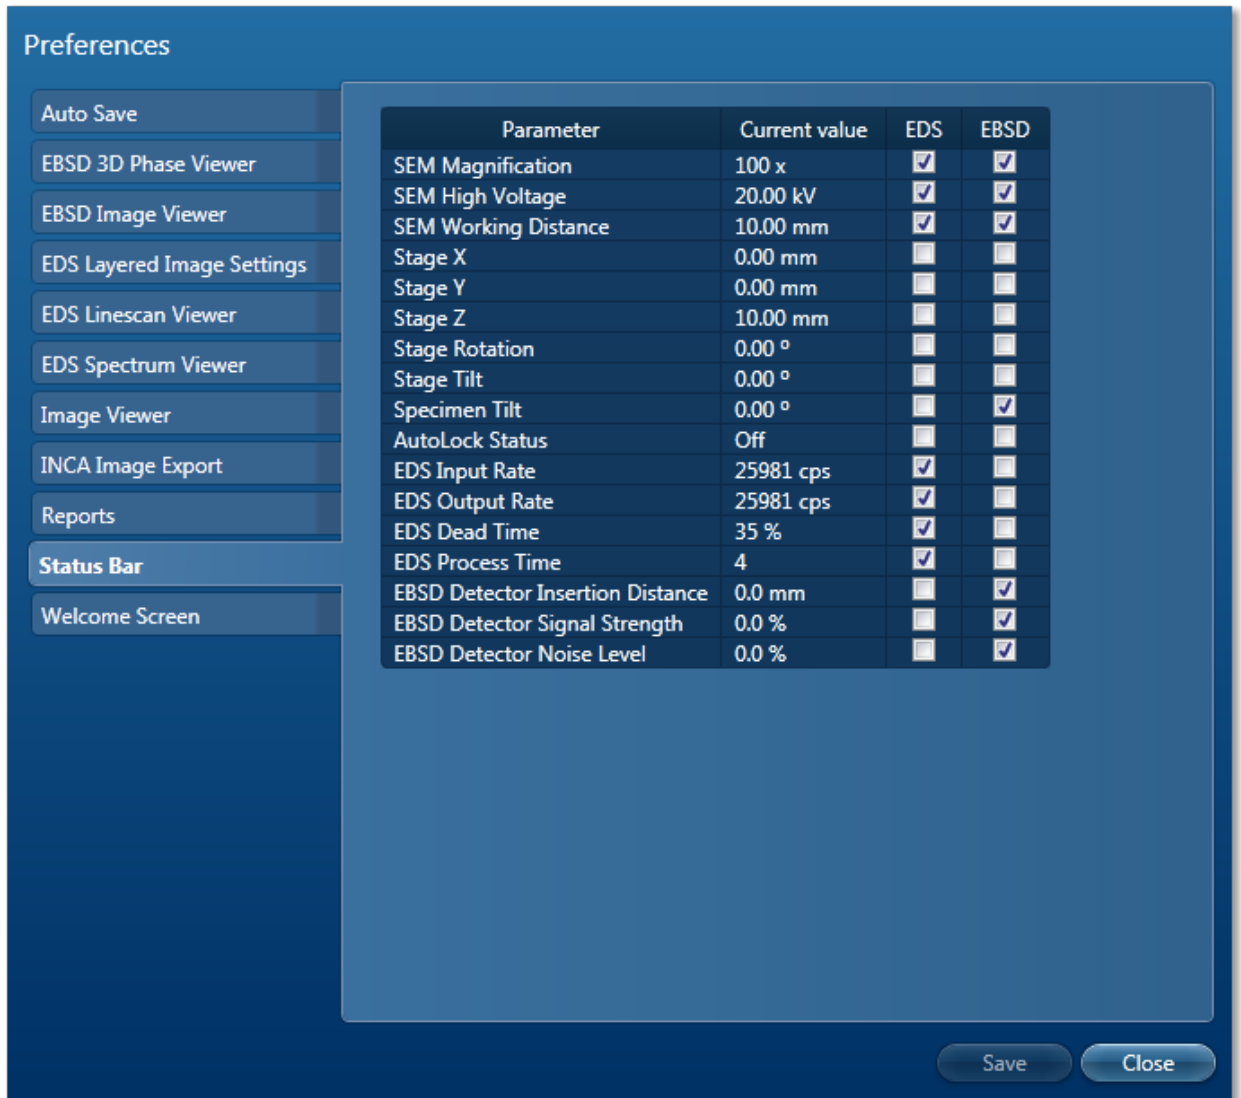 Preferences
Auto Save
EBSD 3D Phase Viewer
EBSD Image Viewer
EDS Layered Image Settings
EDS Linescan Viewer
EDS Spectrum Viewer
Image Viewer
INCA Image Export
Reports
Status Bar
Welcome Screen
Parameter Current value EDS EBSD
SEM Magnification 100 x
SEM High Voltage 20.00 kV
SEM Working Distance 10.00 mm
Stage X 0.00 mm
Stage Y 0.00 mm
Stage Z 10.00 mm
Stage Rotation 0.00 º
Stage Tilt 0.00 º
Specimen Tilt 0.00 º
AutoLock Status Off
EDS Input Rate 25981 cps
EDS Output Rate 25981 cps
EDS Dead Time 35 %
EDS Process Time 4
EBSD Detector Insertion Distance 0.0 mm
EBSD Detector Signal Strength 0.0 %
EBSD Detector Noise Level 0.0 %
Save Close